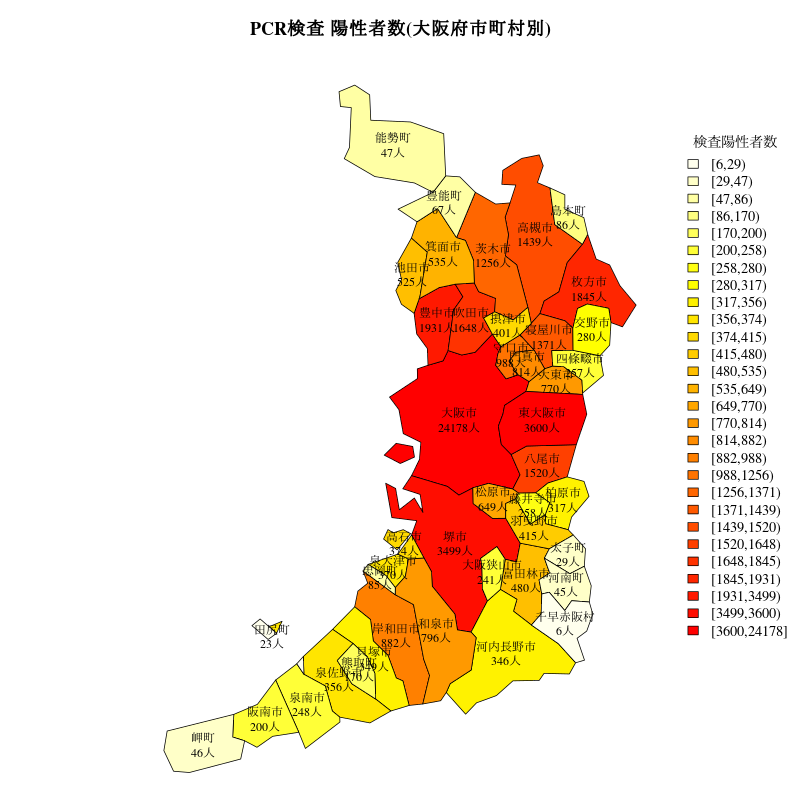 PCR検査 陽性者数(大阪府市町村別)
能勢町
47人
豊能町
67人
島本町
86人
高槻市
1439人
茨木市
1256人
箕面市
535人
池田市
525人
枚方市
1845人
豊中市
1931人
吹田市
1648人
摂津市
401人
寝屋川市
1371人
交野市
280人
守口市
988人
門真市
814人
四條畷市
257人
大東市
770人
大阪市
24178人
東大阪市
3600人
八尾市
1520人
松原市
649人
藤井寺市
258人
柏原市
317人
羽曳野市
415人
堺市
3499人
高石市
泉大津市
370人
忠岡町
85人
大阪狭山市
241人
富田林市
480人
太子町
29人
河南町
45人
千早赤阪村
6人
河内長野市
346人
和泉市
796人
岸和田市
882人
貝塚市
349人
熊取町
170人
泉佐野市
356人
田尻町
23人
泉南市
248人
阪南市
200人
岬町
46人
検査陽性者数
[6,29)
[29,47)
[47,86)
[86,170)
[170,200)
[200,258)
[258,280)
[280,317)
[317,356)
[356,374)
[374,415)
[415,480)
[480,535)
[535,649)
[649,770)
[770,814)
[814,882)
[882,988)
[988,1256)
[1256,1371)
[1371,1439)
[1439,1520)
[1520,1648)
[1648,1845)
[1845,1931)
[1931,3499)
[3499,3600)
[3600,24178]